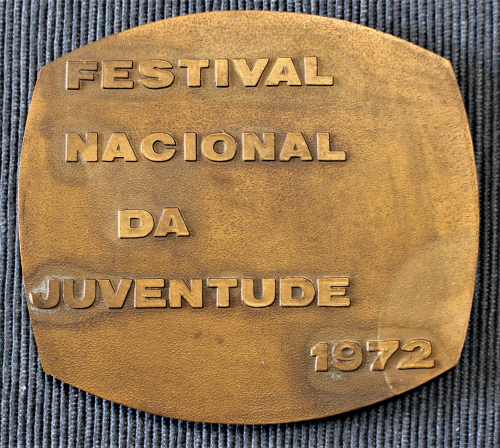 FESTIVAL
NACIONAL
DA
JUVENTUDE
1972